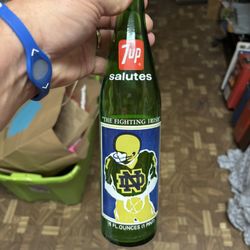 7up
salutes
"THE FIGHTING IRISH"
ND
16 FL. OUNCES (1 PINT)